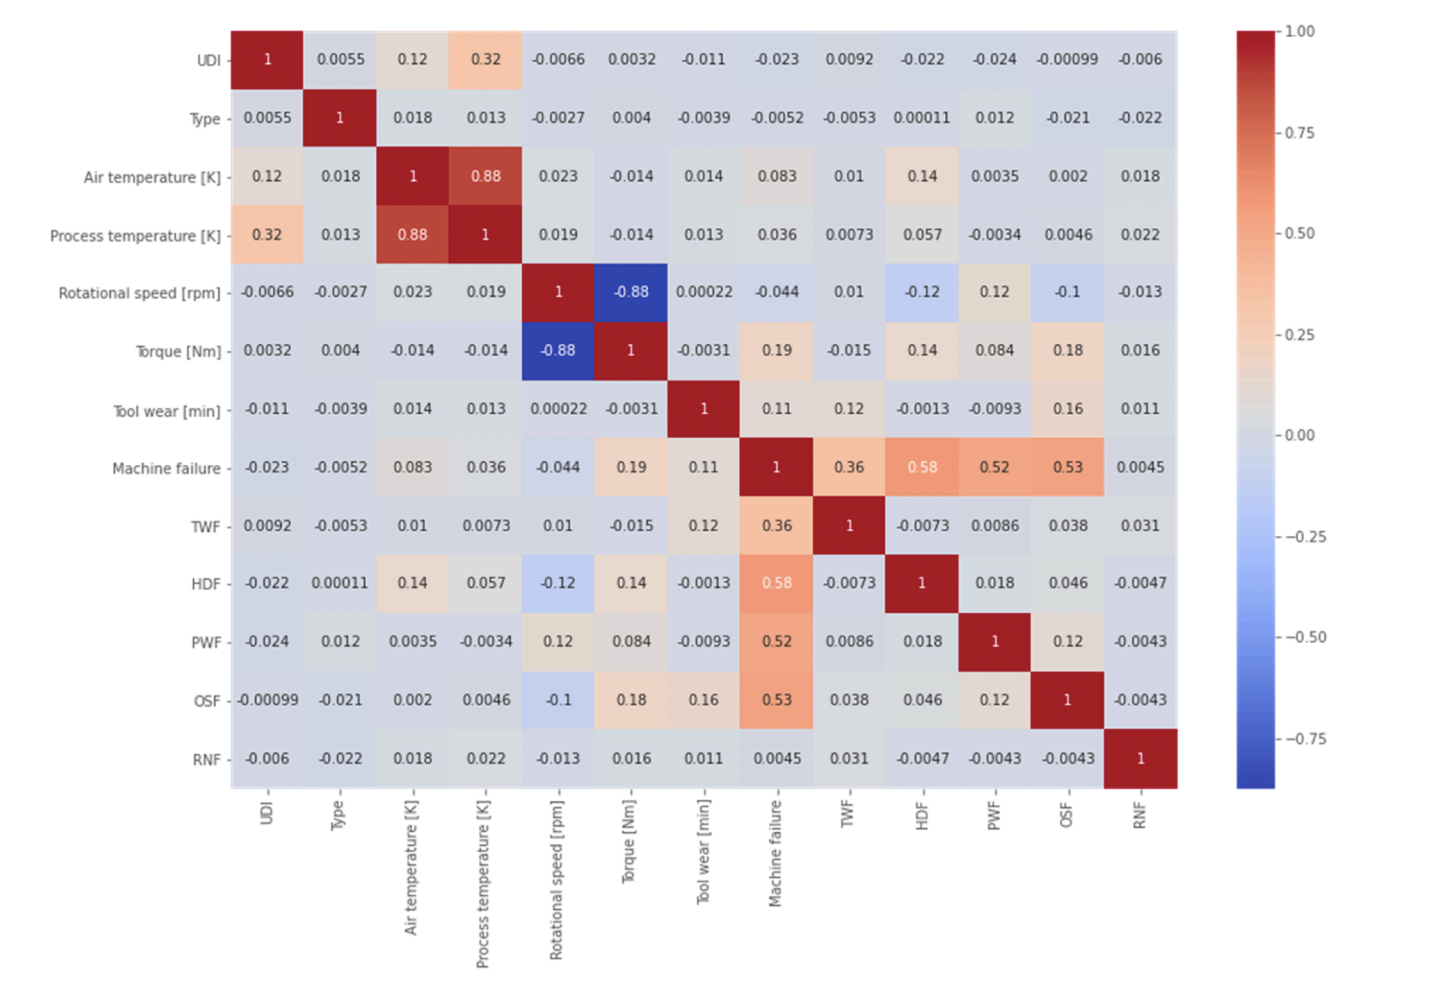 UDI 1 0.0055 0.12 0.32 -0.0066 0.0032 -0.011 -0.023 0.0092 -0.022 -0.024 -0.00099 -0.006
Type 0.0055 1 0.018 0.013 -0.0027 0.004 -0.0039 -0.0052 -0.0053 0.00011 0.012 -0.021 -0.022
Air temperature [K] 0.12 0.018 1 0.88 0.023 -0.014 0.014 0.083 0.01 0.14 0.0035 0.002 0.018
Process temperature [K] 0.32 0.013 0.88 1 0.019 -0.014 0.013 0.036 0.0073 0.057 -0.0034 0.0046 0.022
Rotational speed [rpm] -0.0066 -0.0027 0.023 0.019 1 -0.88 0.00022 -0.044 0.01 -0.12 0.12 -0.1 -0.013
Torque [Nm] 0.0032 0.004 -0.014 -0.014 -0.88 1 -0.0031 0.19 -0.015 0.14 0.084 0.18 0.016
Tool wear [min] -0.011 -0.0039 0.014 0.013 0.00022 -0.0031 1 0.11 0.12 -0.0013 -0.0093 0.16 0.011
Machine failure -0.023 -0.0052 0.083 0.036 -0.044 0.19 0.11 1 0.36 0.58 0.52 0.53 0.0045
TWF 0.0092 -0.0053 0.01 0.0073 0.01 -0.015 0.12 0.36 1 -0.0073 0.0086 0.038 0.031
HDF -0.022 0.00011 0.14 0.057 -0.12 0.14 -0.0013 0.58 -0.0073 1 0.018 0.046 -0.0047
PWF -0.024 0.012 0.0035 -0.0034 0.12 0.084 -0.0093 0.52 0.0086 0.018 1 0.12 -0.0043
OSF -0.00099 -0.021 0.002 0.0046 -0.1 0.18 0.16 0.53 0.038 0.046 0.12 1 -0.0043
RNF -0.006 -0.022 0.018 0.022 -0.013 0.016 0.011 0.0045 0.031 -0.0047 -0.0043 -0.0043 1
UDI
Type
Air temperature [K]
Process temperature [K]
Rotational speed [rpm]
Torque [Nm]
Tool wear [min]
Machine failure
TWF
HDF
PWF
OSF
RNF
1.00
0.75
0.50
0.25
0.00
−0.25
−0.50
−0.75